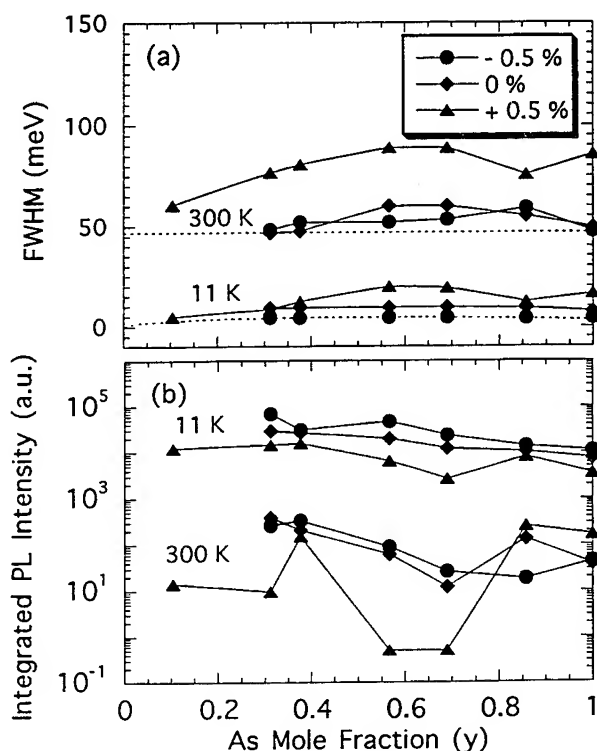 150
(a)
- 0.5 %
0 %
+ 0.5 %
100
FWHM (meV)
50
300 K
11 K
0
(b)
10^5
11 K
Integrated PL Intensity (a.u.)
10^3
300 K
10^1
10^-1
0 0.2 0.4 0.6 0.8 1
As Mole Fraction (y)